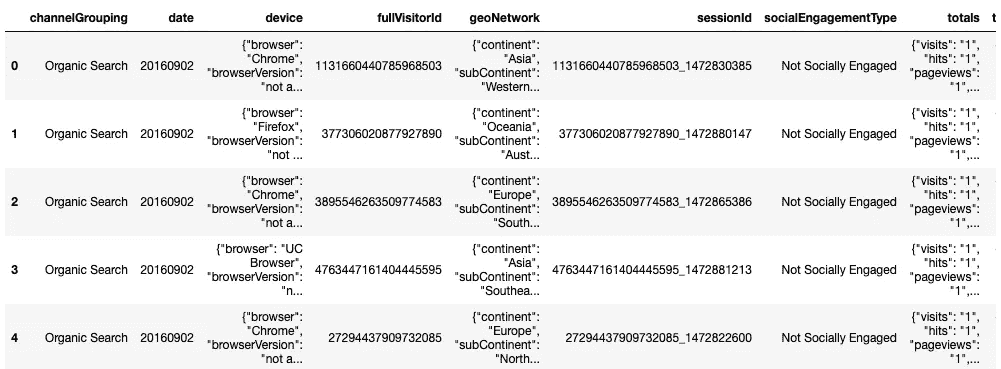 channelGrouping date device fullVisitorId geoNetwork sessionId socialEngagementType totals t
0 Organic Search 20160902 {"browser": "Chrome", "browserVersion": "not a... 1131660440785968503 {"continent": "Asia", "subContinent": "Western... 1131660440785968503_1472830385 Not Socially Engaged {"visits": "1", "hits": "1", "pageviews": "1",...
1 Organic Search 20160902 {"browser": "Firefox", "browserVersion": "not ... 377306020877927890 {"continent": "Oceania", "subContinent": "Aust... 377306020877927890_1472880147 Not Socially Engaged {"visits": "1", "hits": "1", "pageviews": "1",...
2 Organic Search 20160902 {"browser": "Chrome", "browserVersion": "not a... 3895546263509774583 {"continent": "Europe", "subContinent": "South... 3895546263509774583_1472865386 Not Socially Engaged {"visits": "1", "hits": "1", "pageviews": "1",...
3 Organic Search 20160902 {"browser": "UC Browser", "browserVersion": "n... 4763447161404445595 {"continent": "Asia", "subContinent": "Southea... 4763447161404445595_1472881213 Not Socially Engaged {"visits": "1", "hits": "1", "pageviews": "1",...
4 Organic Search 20160902 {"browser": "Chrome", "browserVersion": "not a... 27294437909732085 {"continent": "Europe", "subContinent": "North... 27294437909732085_1472822600 Not Socially Engaged {"visits": "1", "hits": "1", "pageviews": "1",...